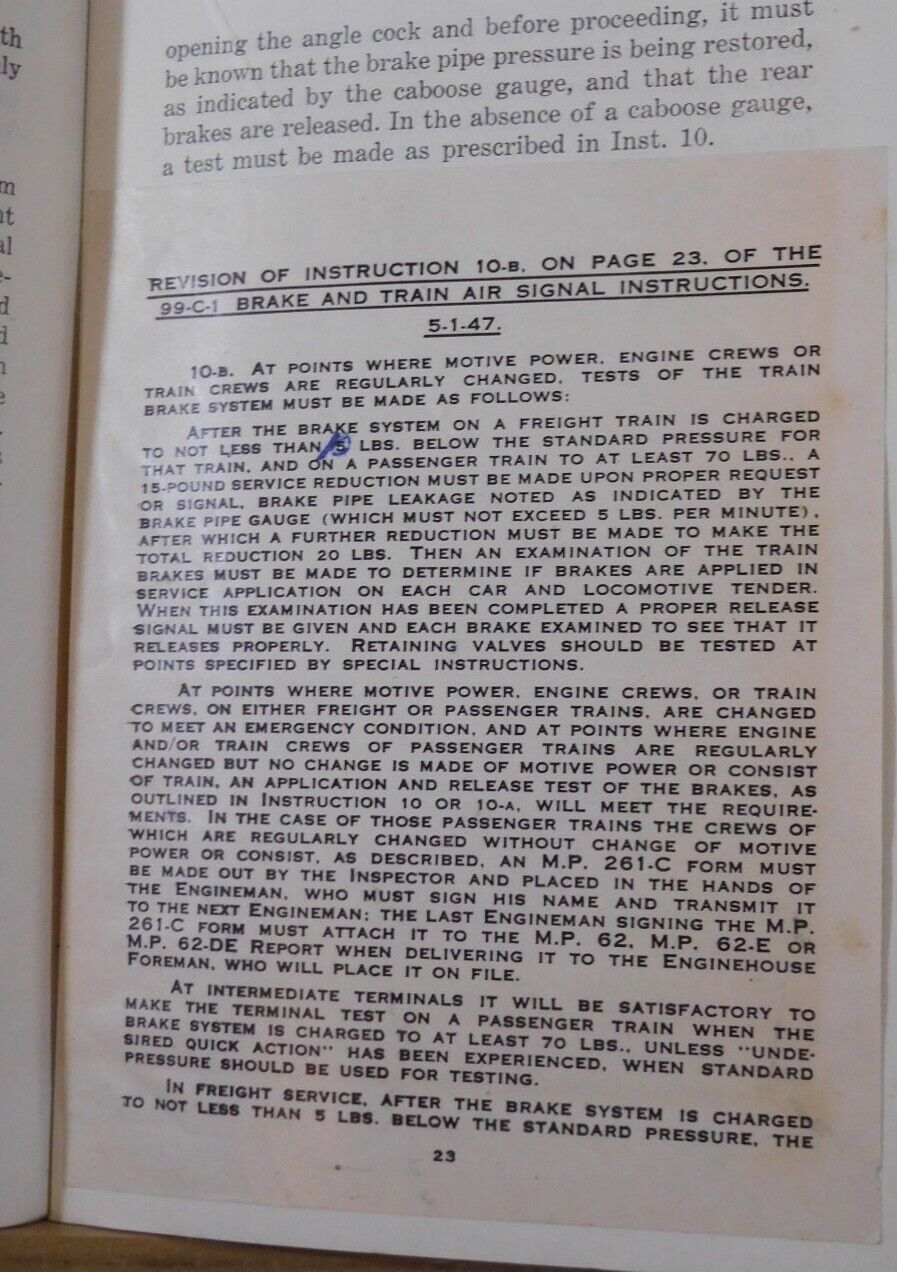 th
ly
m
nt
al
e-
d
d
n
e
.
s
.
opening the angle cock and before proceeding, it must
be known that the brake pipe pressure is being restored,
as indicated by the caboose gauge, and that the rear
brakes are released. In the absence of a caboose gauge,
a test must be made as prescribed in Inst. 10.
REVISION OF INSTRUCTION 10-B, ON PAGE 23, OF THE
99-C-1 BRAKE AND TRAIN AIR SIGNAL INSTRUCTIONS.
5-1-47.
10-B. AT POINTS WHERE MOTIVE POWER, ENGINE CREWS OR
TRAIN CREWS ARE REGULARLY CHANGED, TESTS OF THE TRAIN
BRAKE SYSTEM MUST BE MADE AS FOLLOWS:
AFTER THE BRAKE SYSTEM ON A FREIGHT TRAIN IS CHARGED
TO NOT LESS THAN 5 LBS. BELOW THE STANDARD PRESSURE FOR
THAT TRAIN, AND ON A PASSENGER TRAIN TO AT LEAST 70 LBS., A
15-POUND SERVICE REDUCTION MUST BE MADE UPON PROPER REQUEST
OR SIGNAL, BRAKE PIPE LEAKAGE NOTED AS INDICATED BY THE
BRAKE PIPE GAUGE (WHICH MUST NOT EXCEED 5 LBS. PER MINUTE),
AFTER WHICH A FURTHER REDUCTION MUST BE MADE TO MAKE THE
TOTAL REDUCTION 20 LBS. THEN AN EXAMINATION OF THE TRAIN
BRAKES MUST BE MADE TO DETERMINE IF BRAKES ARE APPLIED IN
SERVICE APPLICATION ON EACH CAR AND LOCOMOTIVE TENDER.
WHEN THIS EXAMINATION HAS BEEN COMPLETED A PROPER RELEASE
SIGNAL MUST BE GIVEN AND EACH BRAKE EXAMINED TO SEE THAT IT
RELEASES PROPERLY. RETAINING VALVES SHOULD BE TESTED AT
POINTS SPECIFIED BY SPECIAL INSTRUCTIONS.
AT POINTS WHERE MOTIVE POWER, ENGINE CREWS, OR TRAIN
CREWS, ON EITHER FREIGHT OR PASSENGER TRAINS, ARE CHANGED
TO MEET AN EMERGENCY CONDITION, AND AT POINTS WHERE ENGINE
AND/OR TRAIN CREWS OF PASSENGER TRAINS ARE REGULARLY
CHANGED BUT NO CHANGE IS MADE OF MOTIVE POWER OR CONSIST
OF TRAIN, AN APPLICATION AND RELEASE TEST OF THE BRAKES, AS
OUTLINED IN INSTRUCTION 10 OR 10-A, WILL MEET THE REQUIRE-
MENTS. IN THE CASE OF THOSE PASSENGER TRAINS THE CREWS OF
WHICH ARE REGULARLY CHANGED WITHOUT CHANGE OF MOTIVE
POWER OR CONSIST, AS DESCRIBED, AN M.P. 261-C FORM MUST
BE MADE OUT BY THE INSPECTOR AND PLACED IN THE HANDS OF
THE ENGINEMAN, WHO MUST SIGN HIS NAME AND TRANSMIT IT
TO THE NEXT ENGINEMAN; THE LAST ENGINEMAN SIGNING THE M.P.
261-C FORM MUST ATTACH IT TO THE M.P. 62, M.P. 62-E OR
M.P. 62-DE REPORT WHEN DELIVERING IT TO THE ENGINEHOUSE
FOREMAN, WHO WILL PLACE IT ON FILE.
AT INTERMEDIATE TERMINALS IT WILL BE SATISFACTORY TO
MAKE THE TERMINAL TEST ON A PASSENGER TRAIN WHEN THE
BRAKE SYSTEM IS CHARGED TO AT LEAST 70 LBS., UNLESS "UNDE-
SIRED QUICK ACTION" HAS BEEN EXPERIENCED, WHEN STANDARD
PRESSURE SHOULD BE USED FOR TESTING.
IN FREIGHT SERVICE, AFTER THE BRAKE SYSTEM IS CHARGED
TO NOT LESS THAN 5 LBS. BELOW THE STANDARD PRESSURE, THE
23